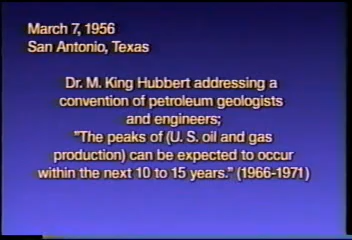 March 7, 1956
San Antonio, Texas
Dr. M. King Hubbert addressing a
convention of petroleum geologists
and engineers;
"The peaks of (U. S. oil and gas
production) can be expected to occur
within the next 10 to 15 years." (1966-1971)